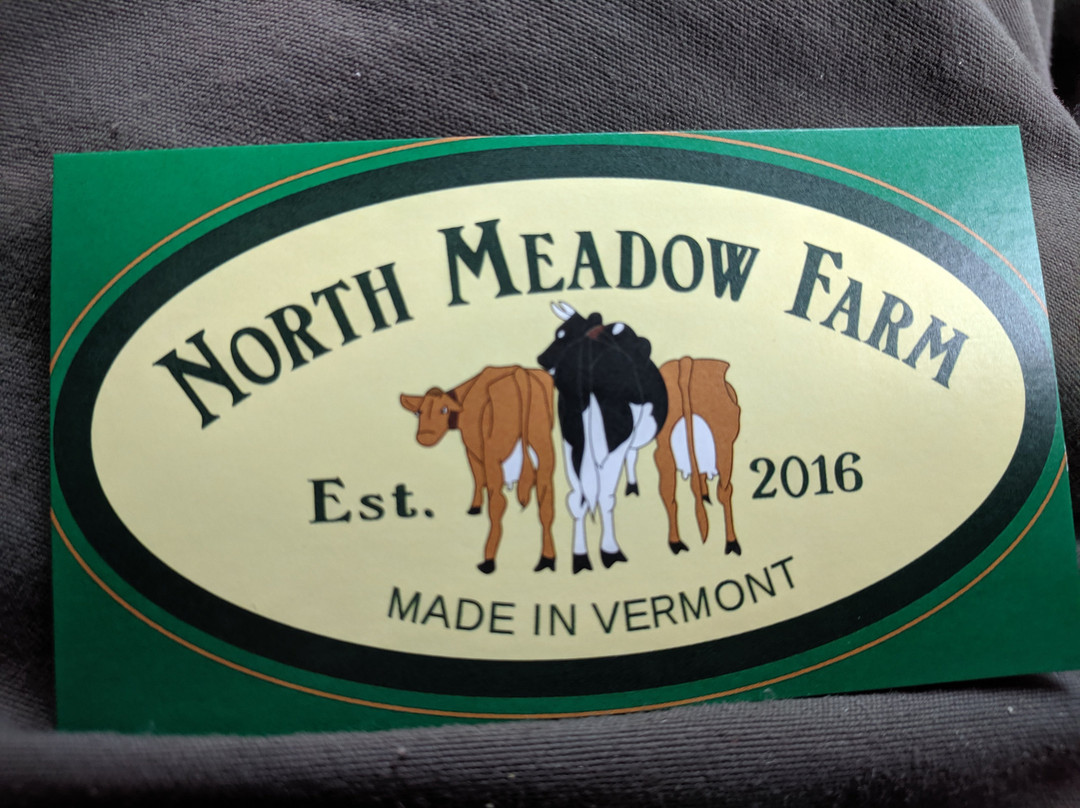 NORTH MEADOW FARM
Est. 2016
MADE IN VERMONT